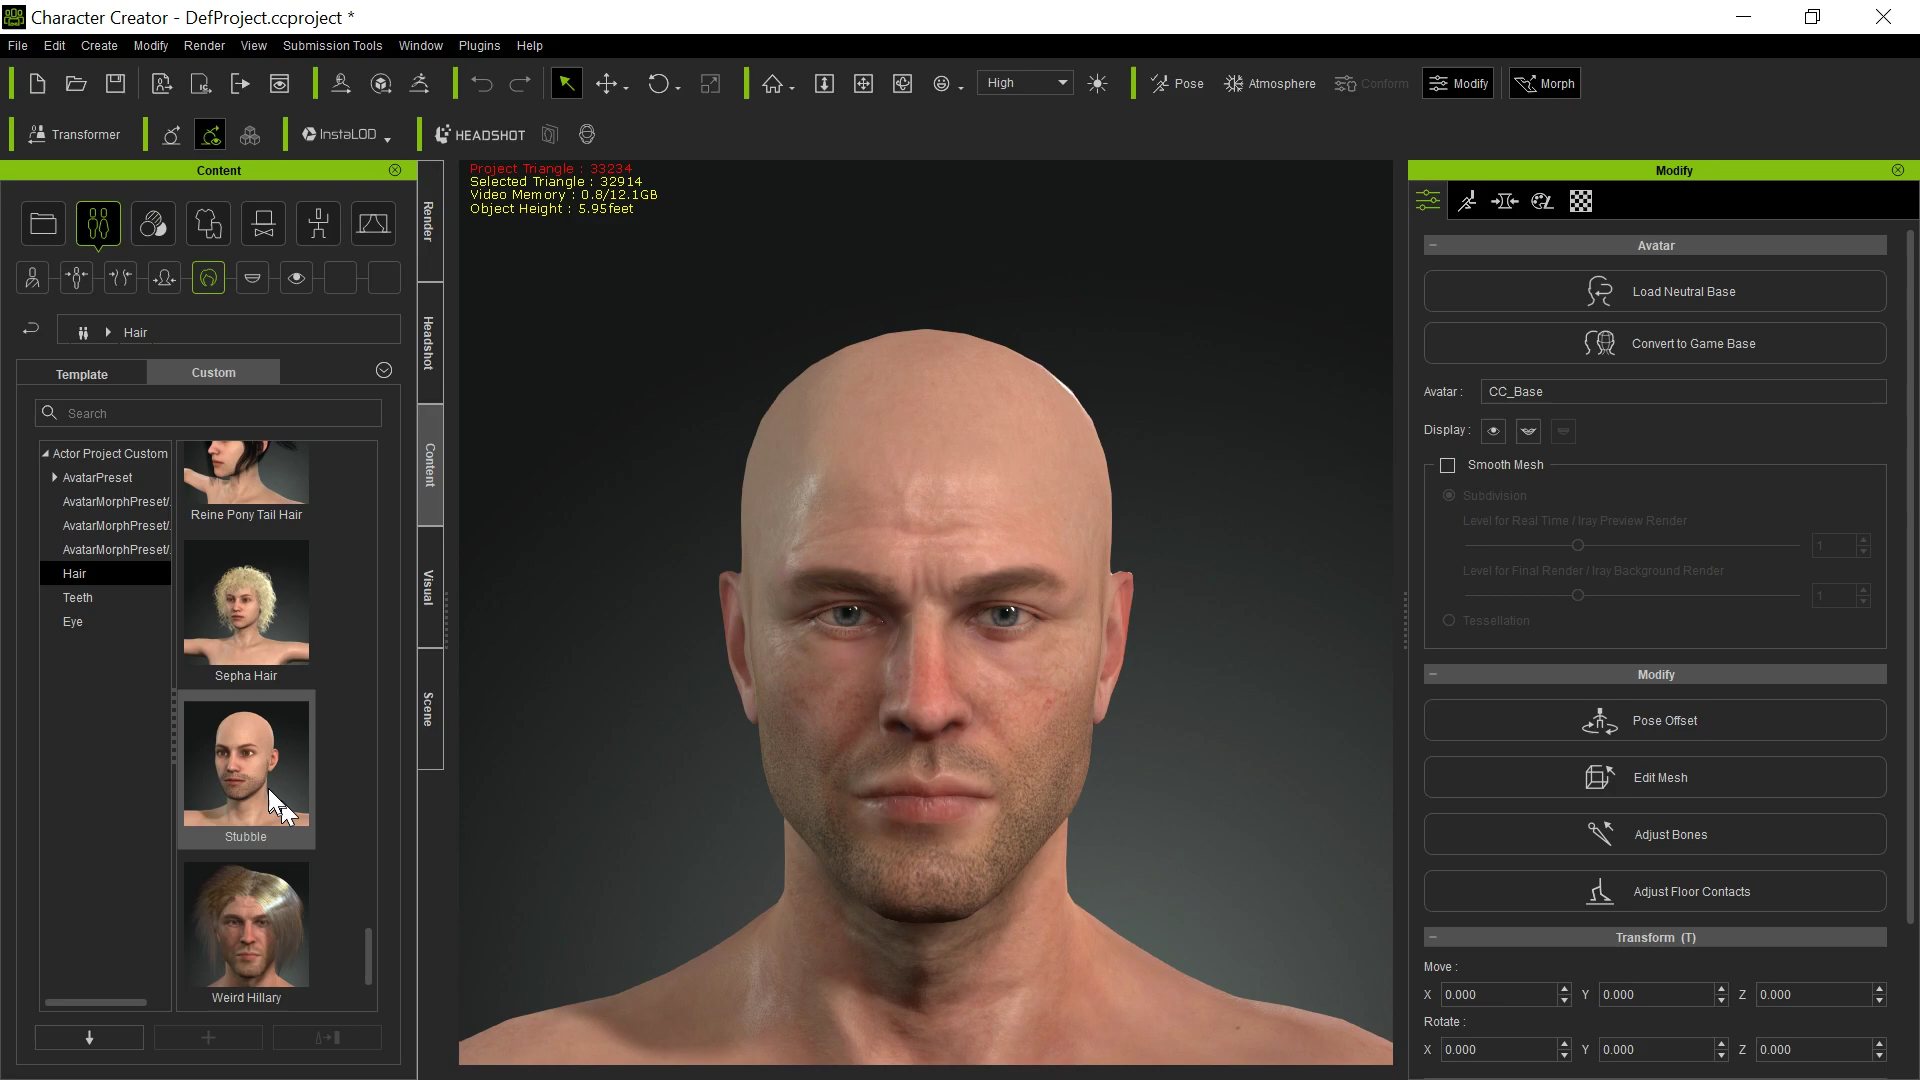 Character Creator - DefProject.ccproject *
File Edit Create Modify Render View Submission Tools Window Plugins Help
High Pose Atmosphere Conform Modify Morph
Transformer InstaLOD HEADSHOT
Content
Hair
Template Custom
Search
Actor Project Custom
AvatarPreset
AvatarMorphPreset/
AvatarMorphPreset/
AvatarMorphPreset/
Hair
Teeth
Eye
Reine Pony Tail Hair
Sepha Hair
Stubble
Weird Hillary
Render
Headshot
Content
Visual
Scene
Project Triangle : 33234
Selected Triangle : 32914
Video Memory : 0.8/12.1GB
Object Height : 5.95feet
Modify
Avatar
Load Neutral Base
Convert to Game Base
Avatar : CC_Base
Display :
Smooth Mesh
Subdivision
Level for Real Time / Iray Preview Render
1
Level for Final Render / Iray Background Render
1
Tessellation
Modify
Pose Offset
Edit Mesh
Adjust Bones
Adjust Floor Contacts
Transform (T)
Move :
X 0.000 Y 0.000 Z 0.000
Rotate :
X 0.000 Y 0.000 Z 0.000